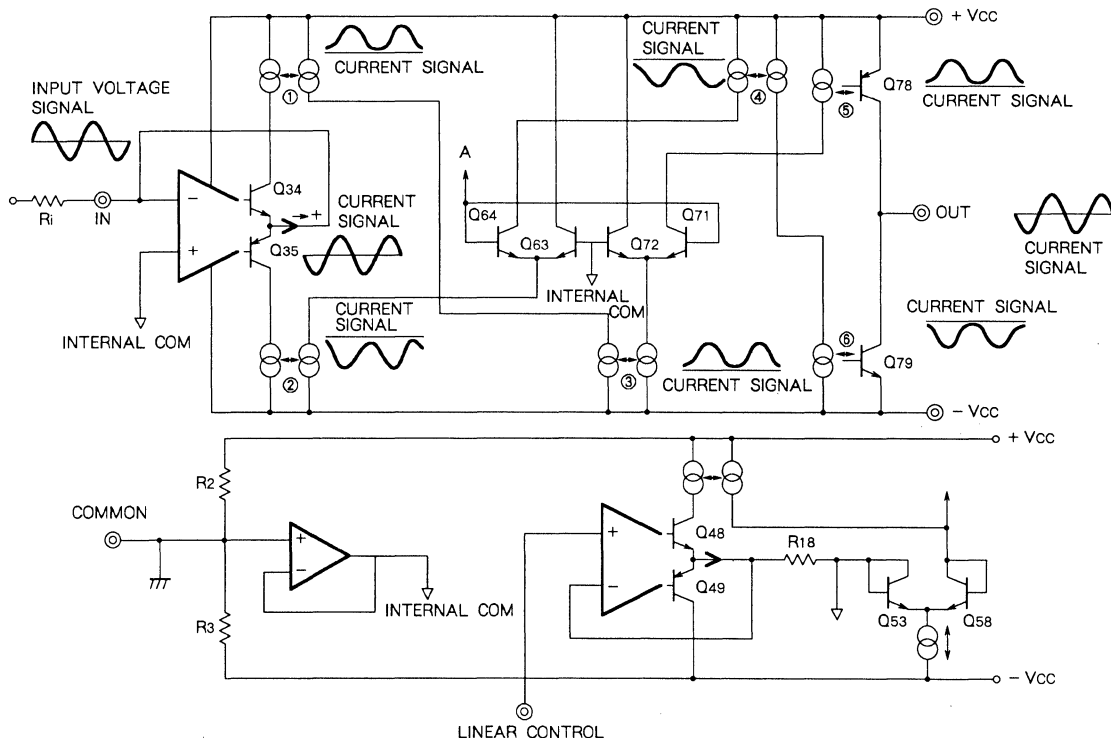 + VCC
CURRENT SIGNAL
①
CURRENT
SIGNAL
④
⑤
Q78
CURRENT SIGNAL
INPUT VOLTAGE
SIGNAL
A
Ri
IN
−
+
Q34
+
Q35
CURRENT
SIGNAL
Q64
Q63
Q72
Q71
INTERNAL
COM
OUT
CURRENT
SIGNAL
INTERNAL COM
CURRENT
SIGNAL
②
③
CURRENT SIGNAL
⑥
Q79
CURRENT SIGNAL
− VCC
+ VCC
R2
COMMON
+
−
INTERNAL COM
R3
+
−
Q48
Q49
R18
Q53
Q58
− VCC
LINEAR CONTROL